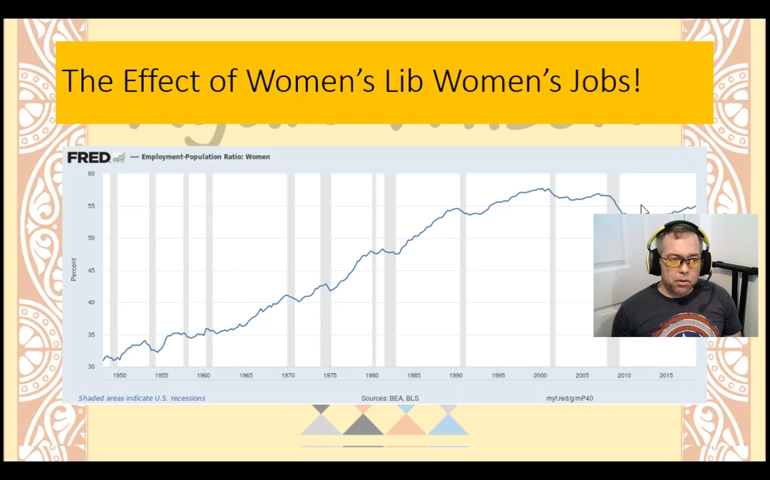 The Effect of Women's Lib Women's Jobs!
FRED
Employment-Population Ratio: Women
60
55
50
45
40
35
30
Percent
1950 1955 1960 1965 1970 1975 1980 1985 1990 1995 2000 2005 2010 2015
Shaded areas indicate U.S. recessions
Sources: BEA, BLS
myf.red/g/mP40